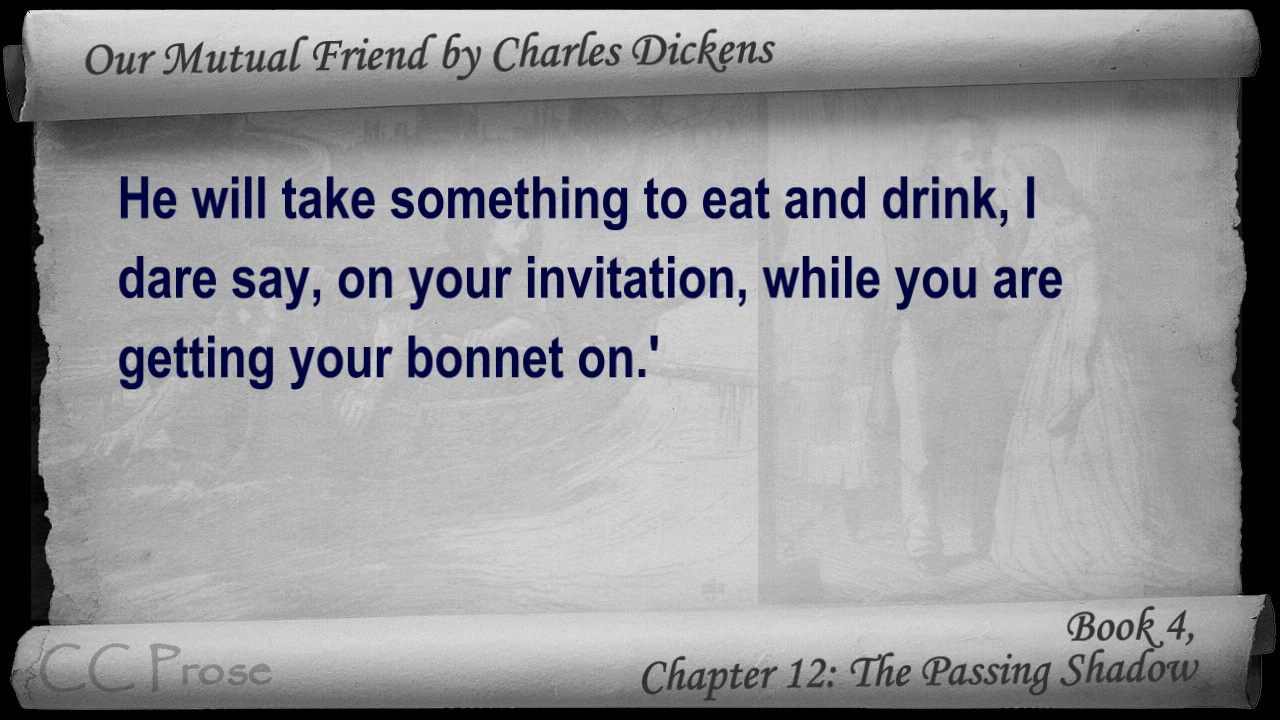 Our Mutual Friend by Charles Dickens
He will take something to eat and drink, I
dare say, on your invitation, while you are
getting your bonnet on.'
Book 4,
Chapter 12: The Passing Shadow
CC Prose